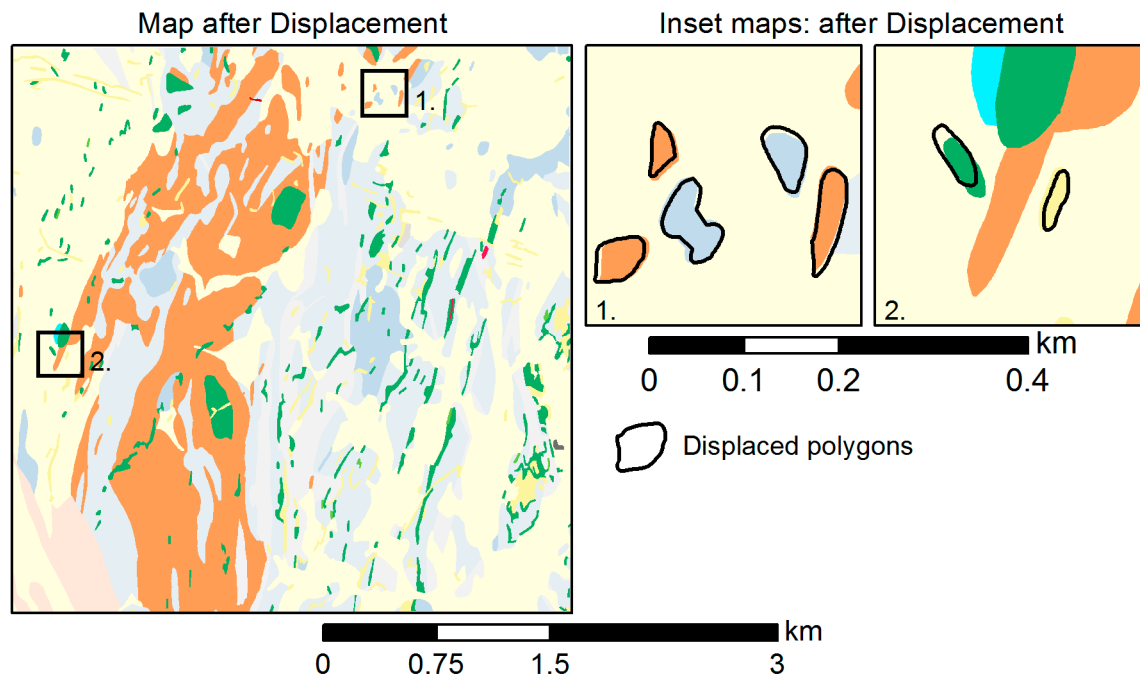 Map after Displacement
Inset maps: after Displacement
1.
2.
1.
2.
km
0 0.1 0.2 0.4
Displaced polygons
km
0 0.75 1.5 3